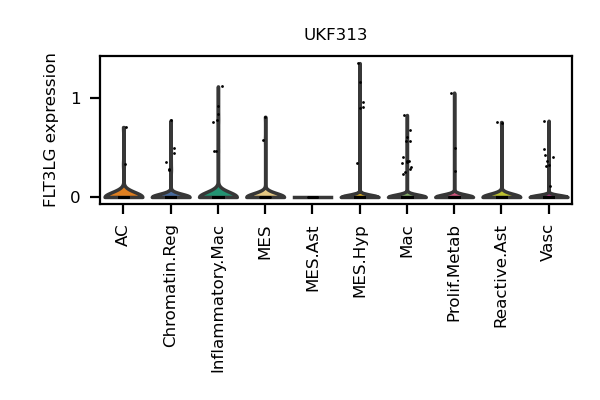 UKF313
FLT3LG expression
1
0
AC
Chromatin.Reg
Inflammatory.Mac
MES
MES.Ast
MES.Hyp
Mac
Prolif.Metab
Reactive.Ast
Vasc